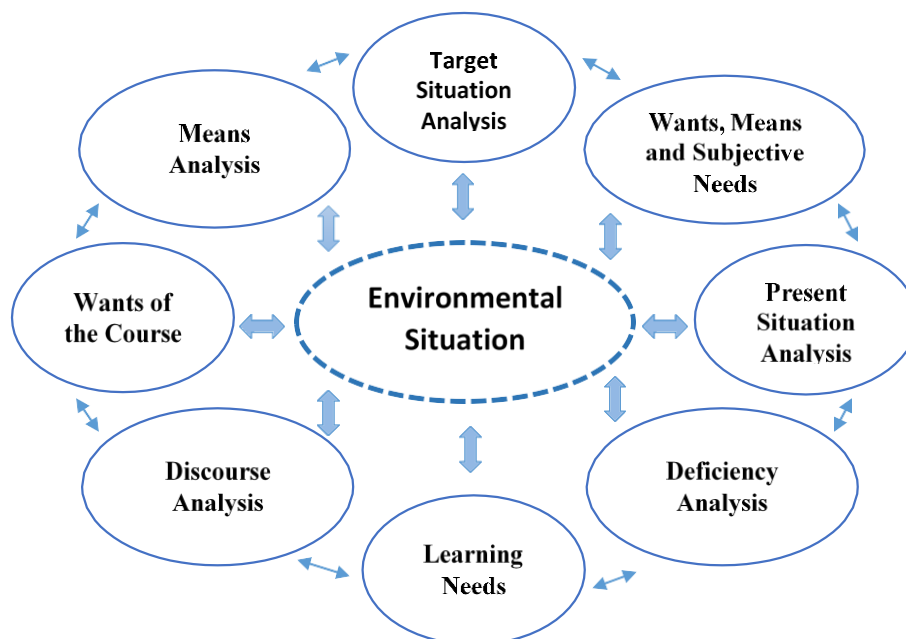 Target
Situation
Analysis
Means
Analysis
Wants, Means
and Subjective
Needs
Wants of
the Course
Environmental
Situation
Present
Situation
Analysis
Discourse
Analysis
Deficiency
Analysis
Learning
Needs